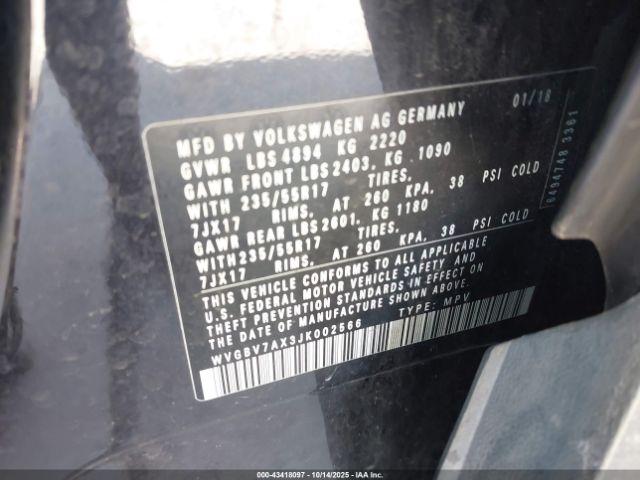 MFD BY VOLKSWAGEN AG GERMANY 01/18
GVWR LBS 4894 KG 2220
GAWR FRONT LBS 2403, KG 1090
WITH 235/55R17 TIRES,
7JX17 RIMS, AT 260 KPA, 38 PSI COLD
GAWR REAR LBS 2601, KG 1180
WITH 235/55R17 TIRES,
7JX17 RIMS, AT 260 KPA, 38 PSI COLD
THIS VEHICLE CONFORMS TO ALL APPLICABLE
U.S. FEDERAL MOTOR VEHICLE SAFETY AND
THEFT PREVENTION STANDARDS IN EFFECT ON
THE DATE OF MANUFACTURE SHOWN ABOVE.
WVGBV7AX3JK002566 TYPE: MPV
8494748 3361
000-43418097 - 10/14/2025 - IAAI.COM